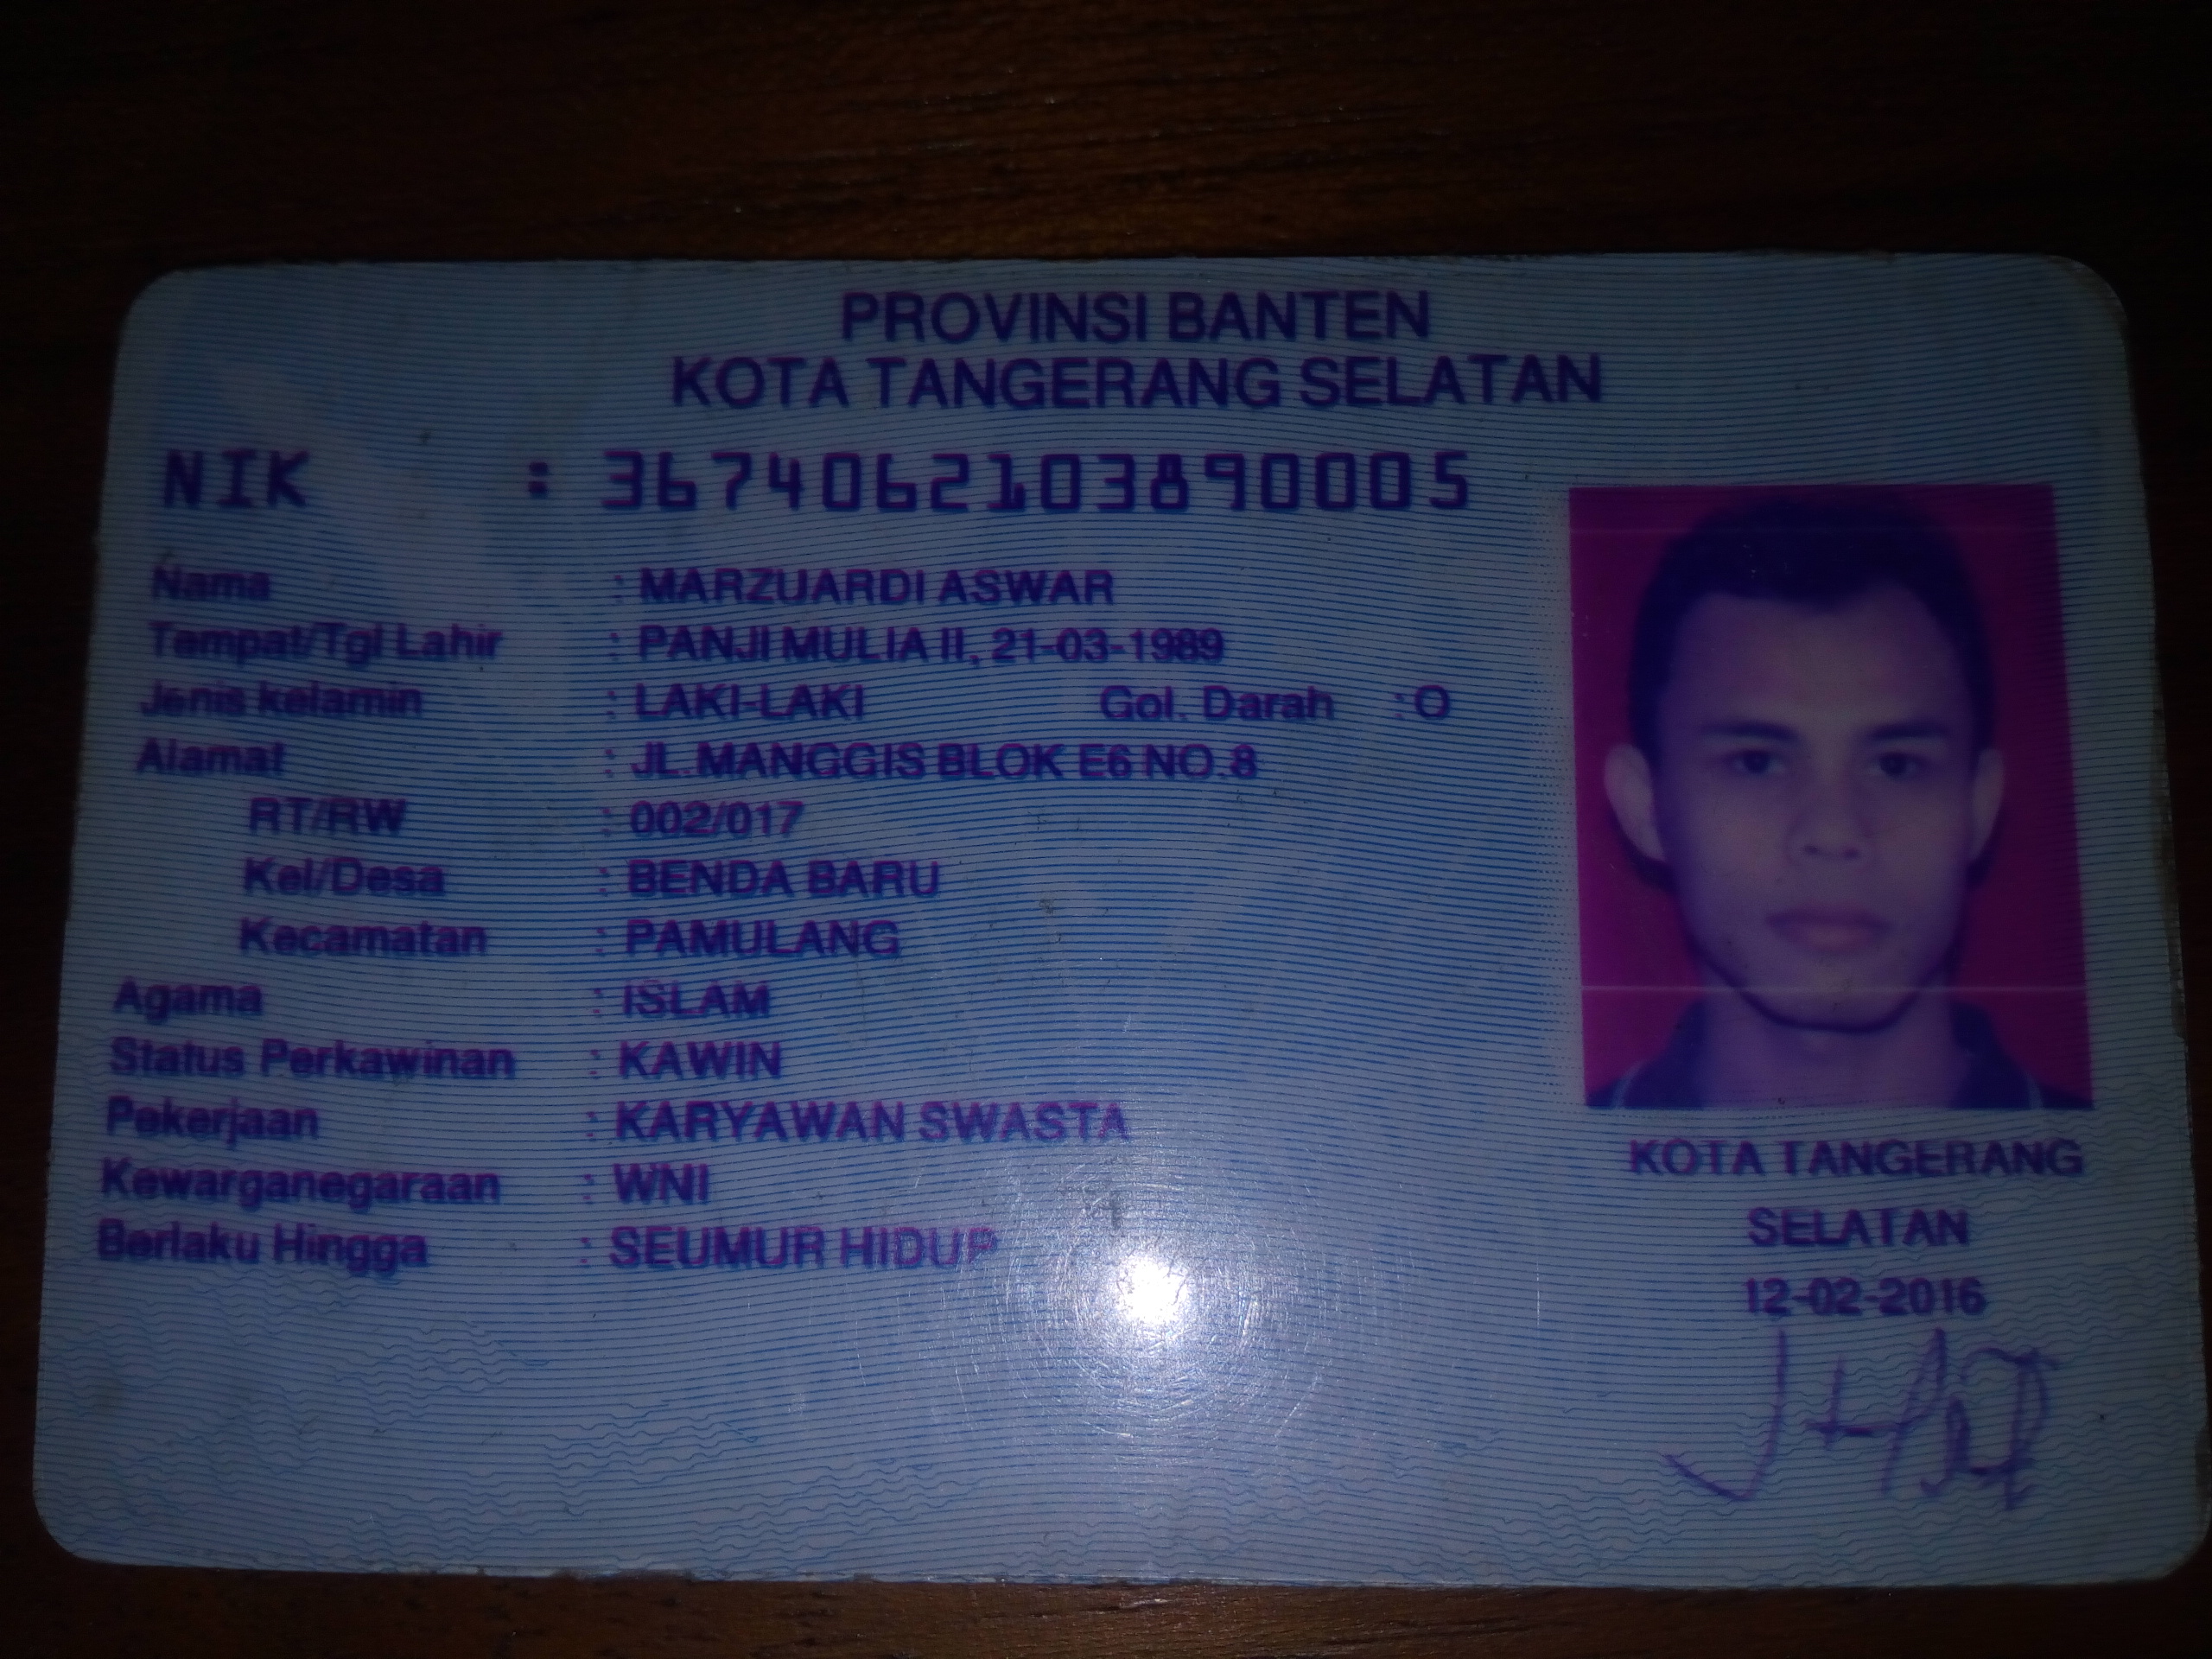 PROVINSI BANTEN
KOTA TANGERANG SELATAN
NIK : 3674062103890005
Nama : MARZUARDI ASWAR
Tempat/Tgl Lahir : PANJI MULIA II, 21-03-1989
Jenis kelamin : LAKI-LAKI Gol. Darah : O
Alamat : JL.MANGGIS BLOK E6 NO.8
RT/RW : 002/017
Kel/Desa : BENDA BARU
Kecamatan : PAMULANG
Agama : ISLAM
Status Perkawinan : KAWIN
Pekerjaan : KARYAWAN SWASTA
Kewarganegaraan : WNI
Berlaku Hingga : SEUMUR HIDUP
KOTA TANGERANG
SELATAN
12-02-2016